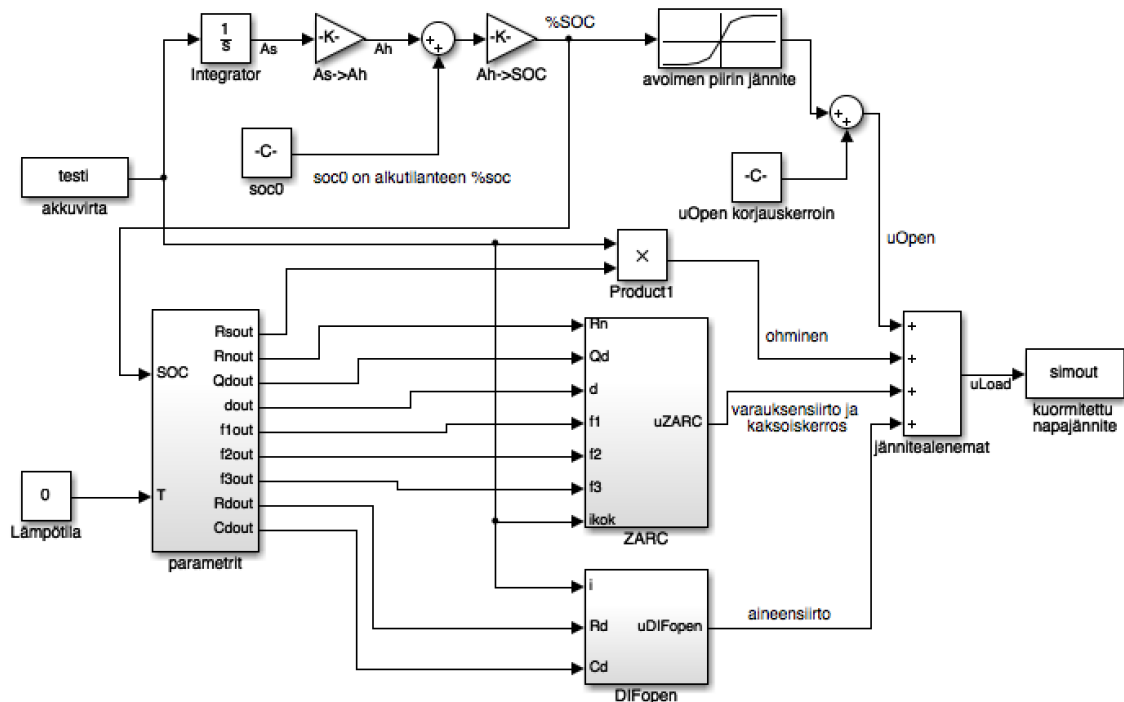 1
s
Integrator
As
-K-
As->Ah
Ah
+
+
-K-
Ah->SOC
%SOC
avoimen piirin jännite
+
+
-C-
soc0
soc0 on alkutilanteen %soc
testi
akkuvirta
-C-
uOpen korjauskerroin
uOpen
×
Product1
ohminen
SOC
T
Rsout
Rnout
Qdout
dout
f1out
f2out
f3out
Rdout
Cdout
parametrit
0
Lämpötila
Rn
Qd
d
f1
f2
f3
ikok
uZARC
ZARC
varauksensiirto ja
kaksoiskerros
i
Rd
Cd
uDIFopen
DIFopen
aineensiirto
+
+
+
+
jännitealenemat
uLoad
simout
kuormitettu
napajännite